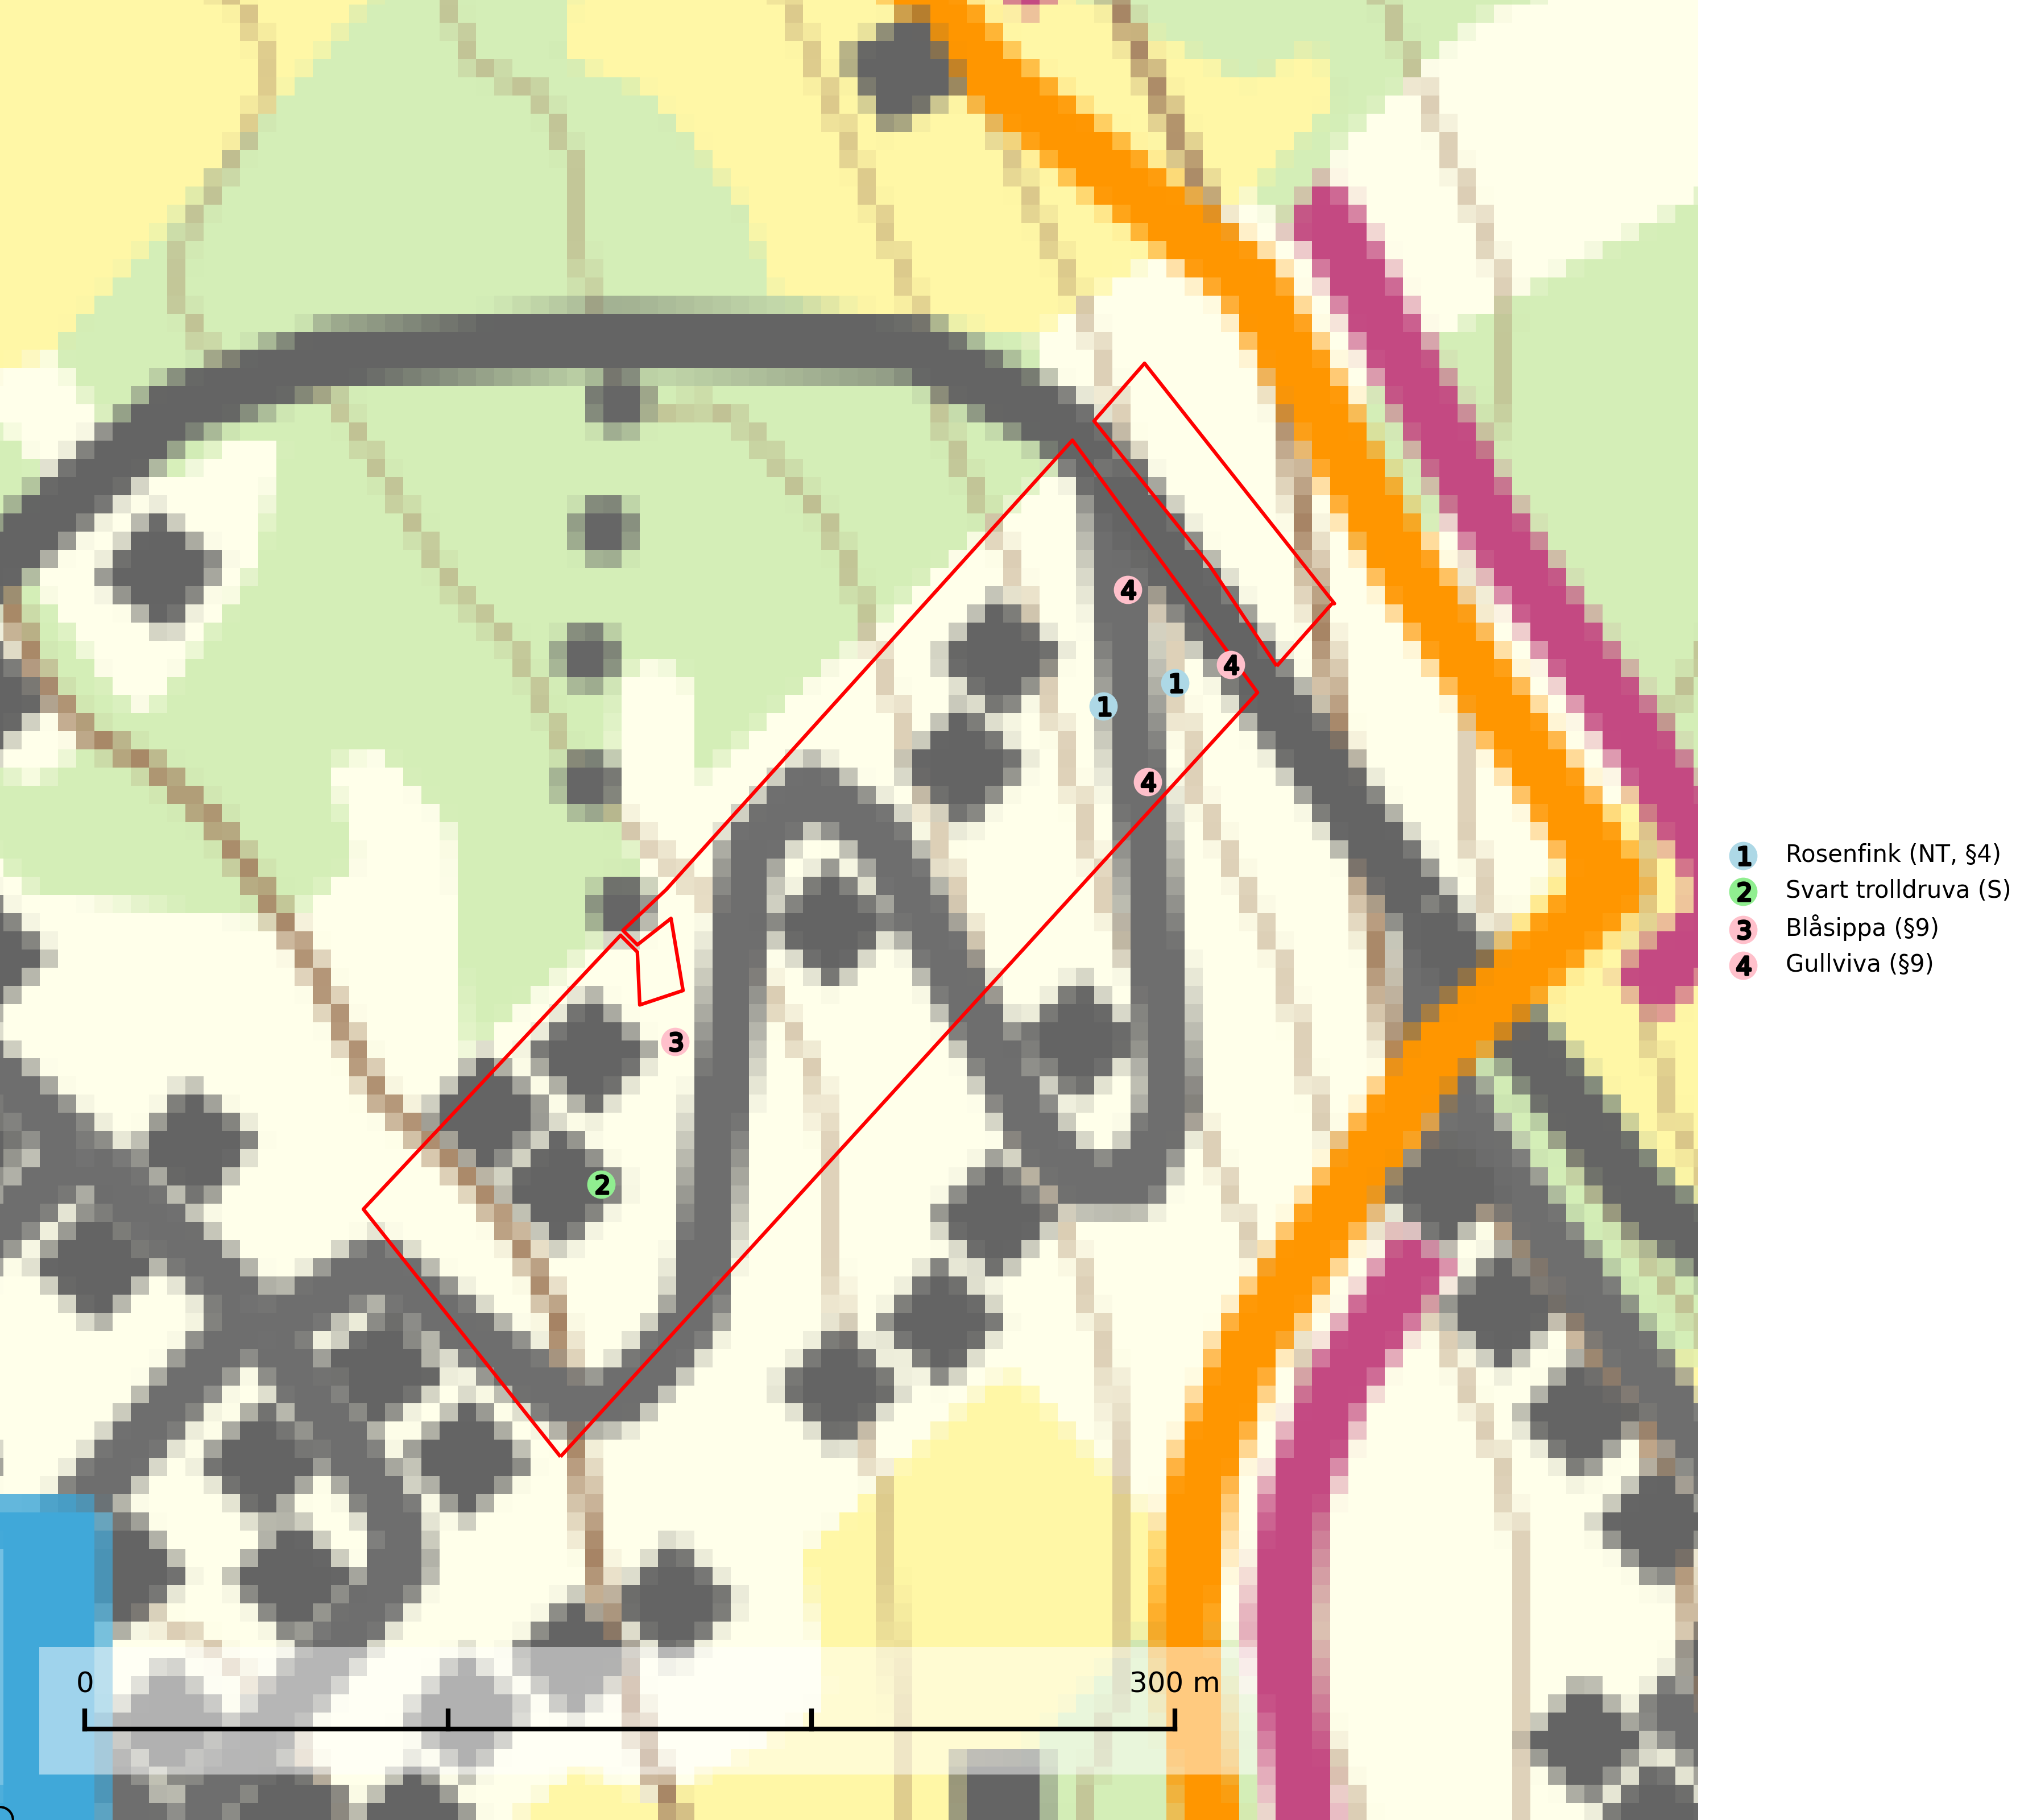 4
4
1
1
4
3
2
1 Rosenfink (NT, §4)
2 Svart trolldruva (S)
3 Blåsippa (§9)
4 Gullviva (§9)
0 300 m